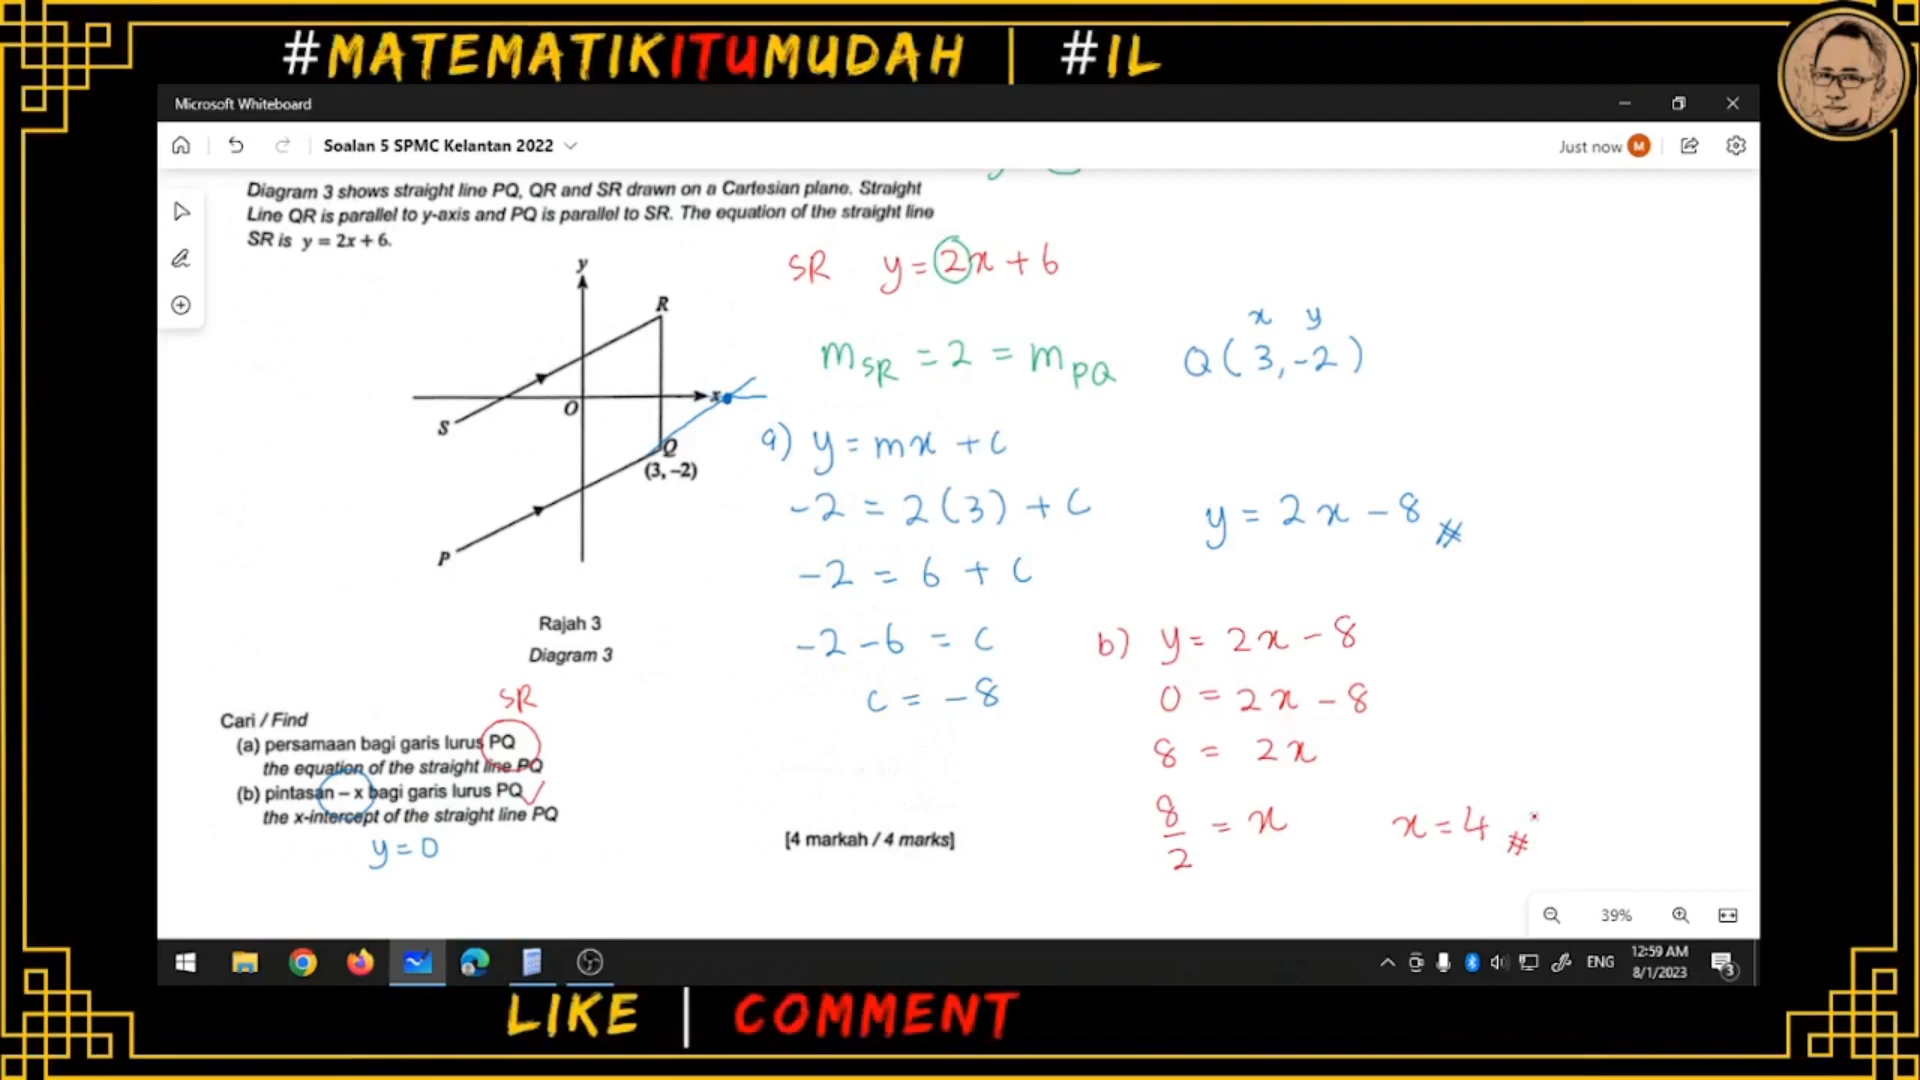 #MATEMATIKITUMUDAH | #IL
Microsoft Whiteboard
Soalan 5 SPMC Kelantan 2022
Just now M
Diagram 3 shows straight line PQ, QR and SR drawn on a Cartesian plane. Straight
Line QR is parallel to y-axis and PQ is parallel to SR. The equation of the straight line
SR is y = 2x + 6.
SR y = 2x + 6
y
R
x y
m SR = 2 = m PQ
Q(3, -2)
x
O
S
Q
(3, –2)
P
a) y = mx + c
-2 = 2(3) + c
y = 2x - 8 #
-2 = 6 + c
-2 - 6 = c
c = -8
Rajah 3
Diagram 3
b) y = 2x - 8
0 = 2x - 8
8 = 2x
8/2 = x
x = 4 #
SR
Cari / Find
(a) persamaan bagi garis lurus PQ
the equation of the straight line PQ
(b) pintasan – x bagi garis lurus PQ
the x-intercept of the straight line PQ
y = 0
[4 markah / 4 marks]
39%
ENG
12:59 AM
8/1/2023
3
LIKE | COMMENT